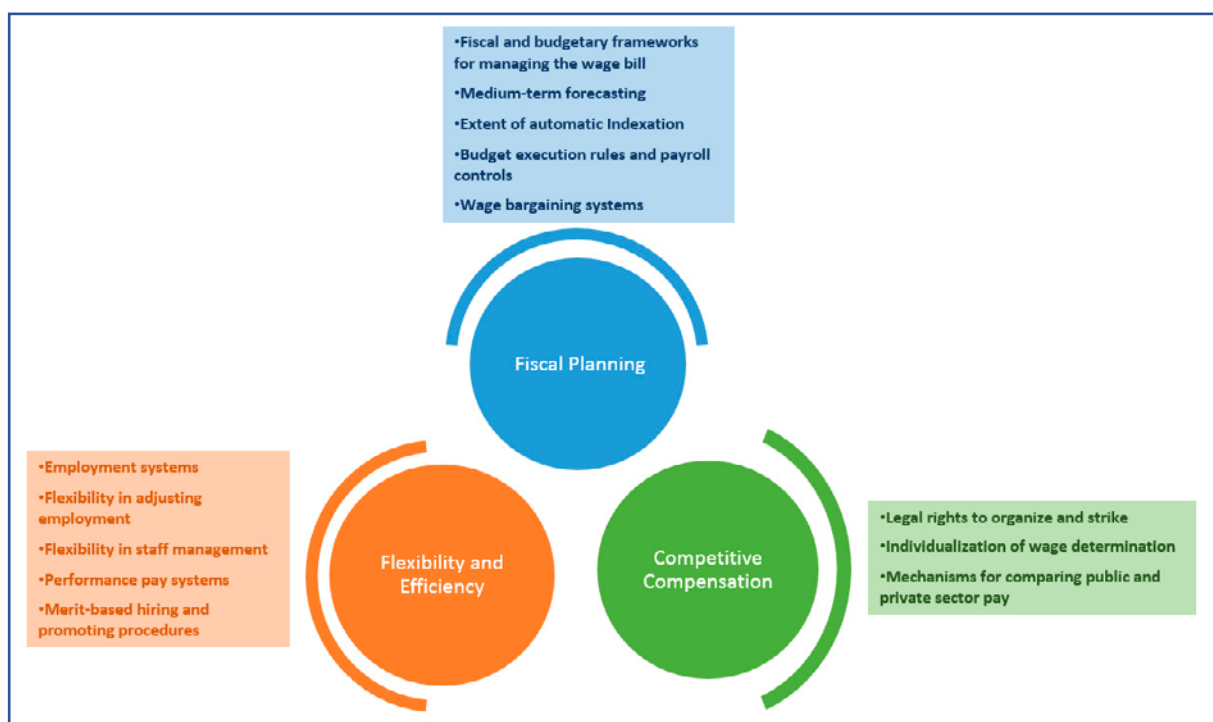 •Fiscal and budgetary frameworks
for managing the wage bill
•Medium-term forecasting
•Extent of automatic Indexation
•Budget execution rules and payroll
controls
•Wage bargaining systems
Fiscal Planning
•Employment systems
•Flexibility in adjusting
employment
•Flexibility in staff management
•Performance pay systems
•Merit-based hiring and
promoting procedures
Flexibility and
Efficiency
Competitive
Compensation
•Legal rights to organize and strike
•Individualization of wage determination
•Mechanisms for comparing public and
private sector pay